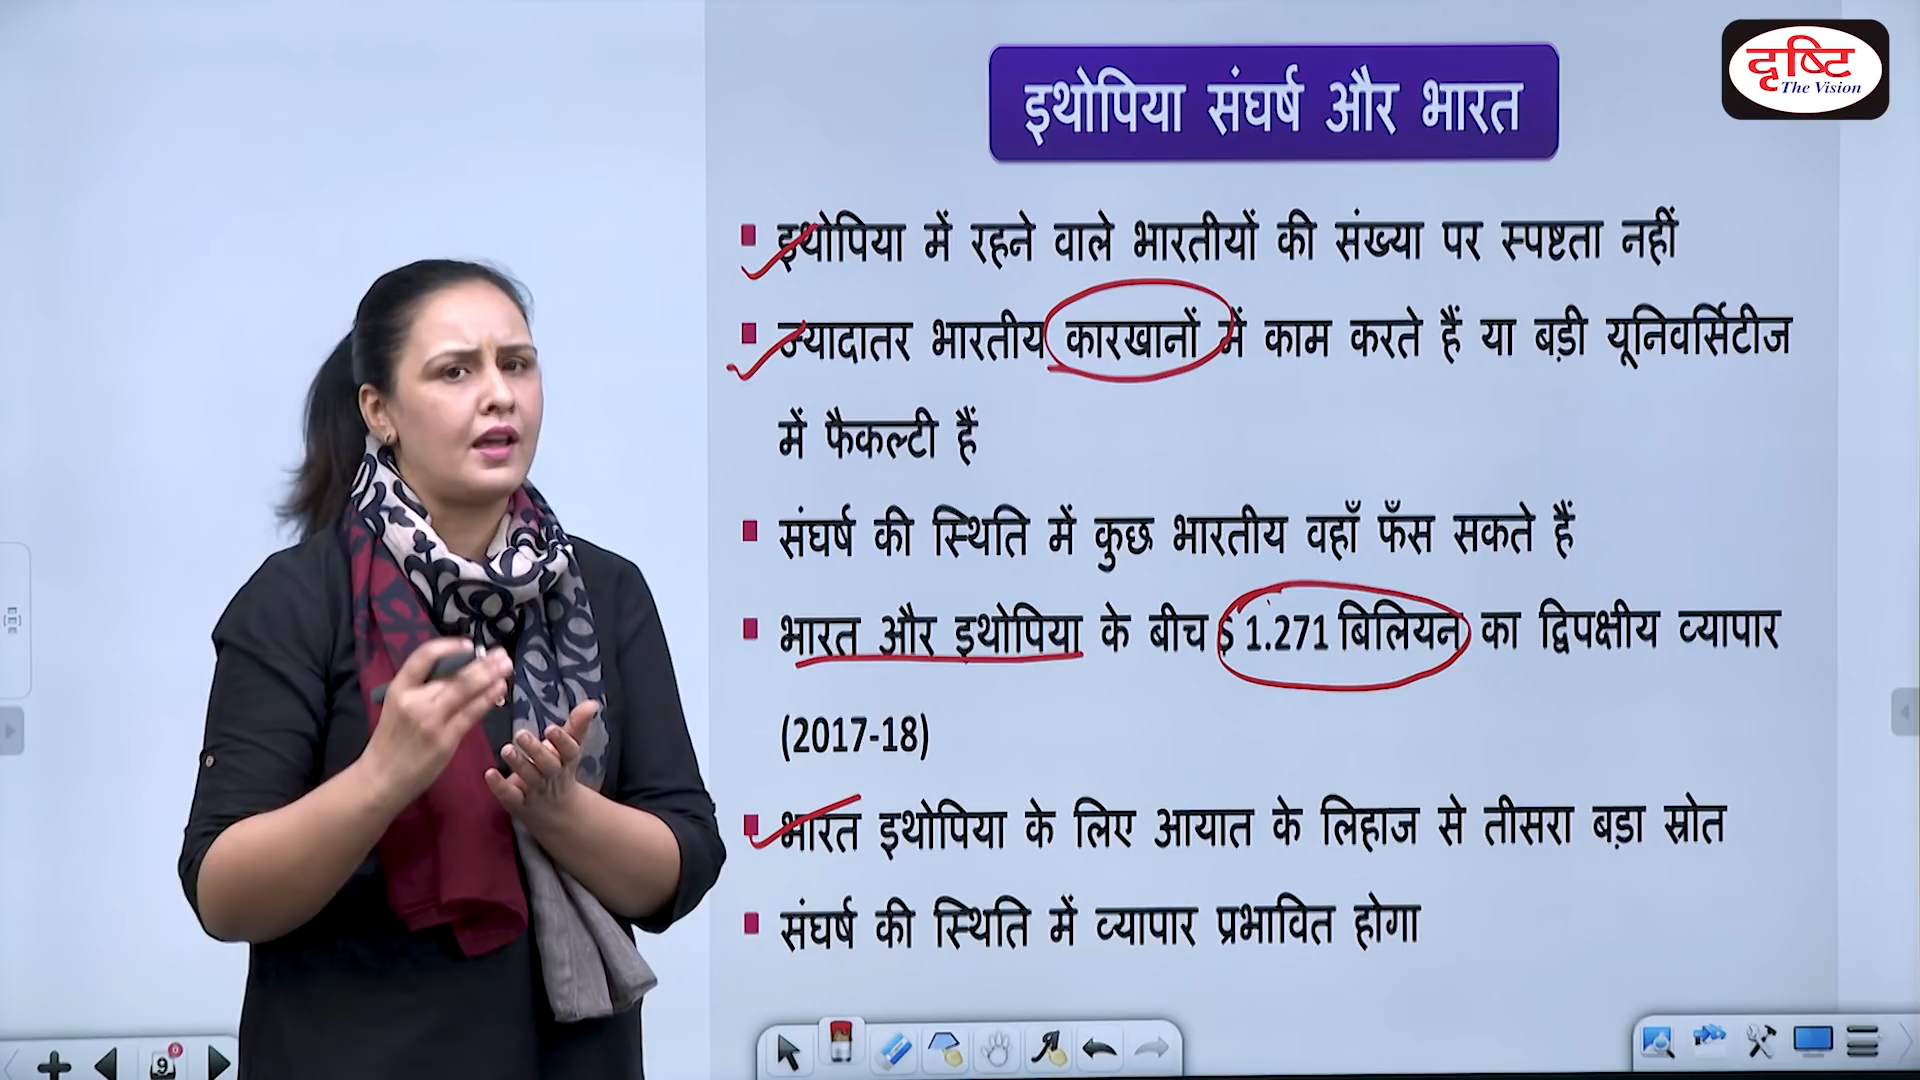 दृष्टि
The Vision
इथोपिया संघर्ष और भारत
इथोपिया में रहने वाले भारतीयों की संख्या पर स्पष्टता नहीं
ज्यादातर भारतीय कारखानों में काम करते हैं या बड़ी यूनिवर्सिटीज
में फैकल्टी हैं
संघर्ष की स्थिति में कुछ भारतीय वहाँ फँस सकते हैं
भारत और इथोपिया के बीच $ 1.271 बिलियन का द्विपक्षीय व्यापार
(2017-18)
भारत इथोपिया के लिए आयात के लिहाज से तीसरा बड़ा स्रोत
संघर्ष की स्थिति में व्यापार प्रभावित होगा
9
0